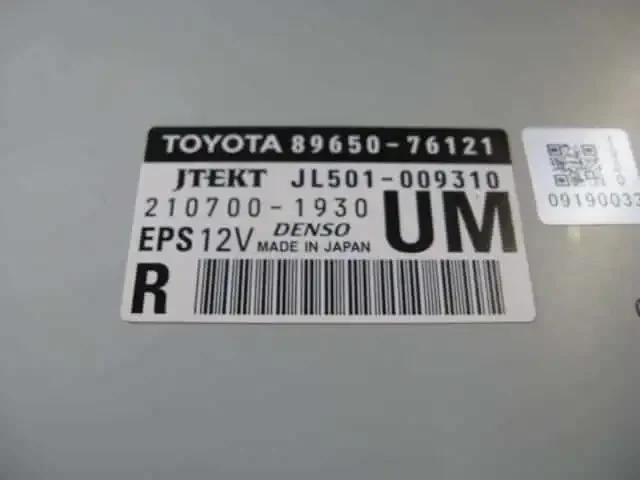 TOYOTA 89650-76121
JTEKT JL501-009310
210700-1930
EPS 12V DENSO
MADE IN JAPAN
UM
R
09190033